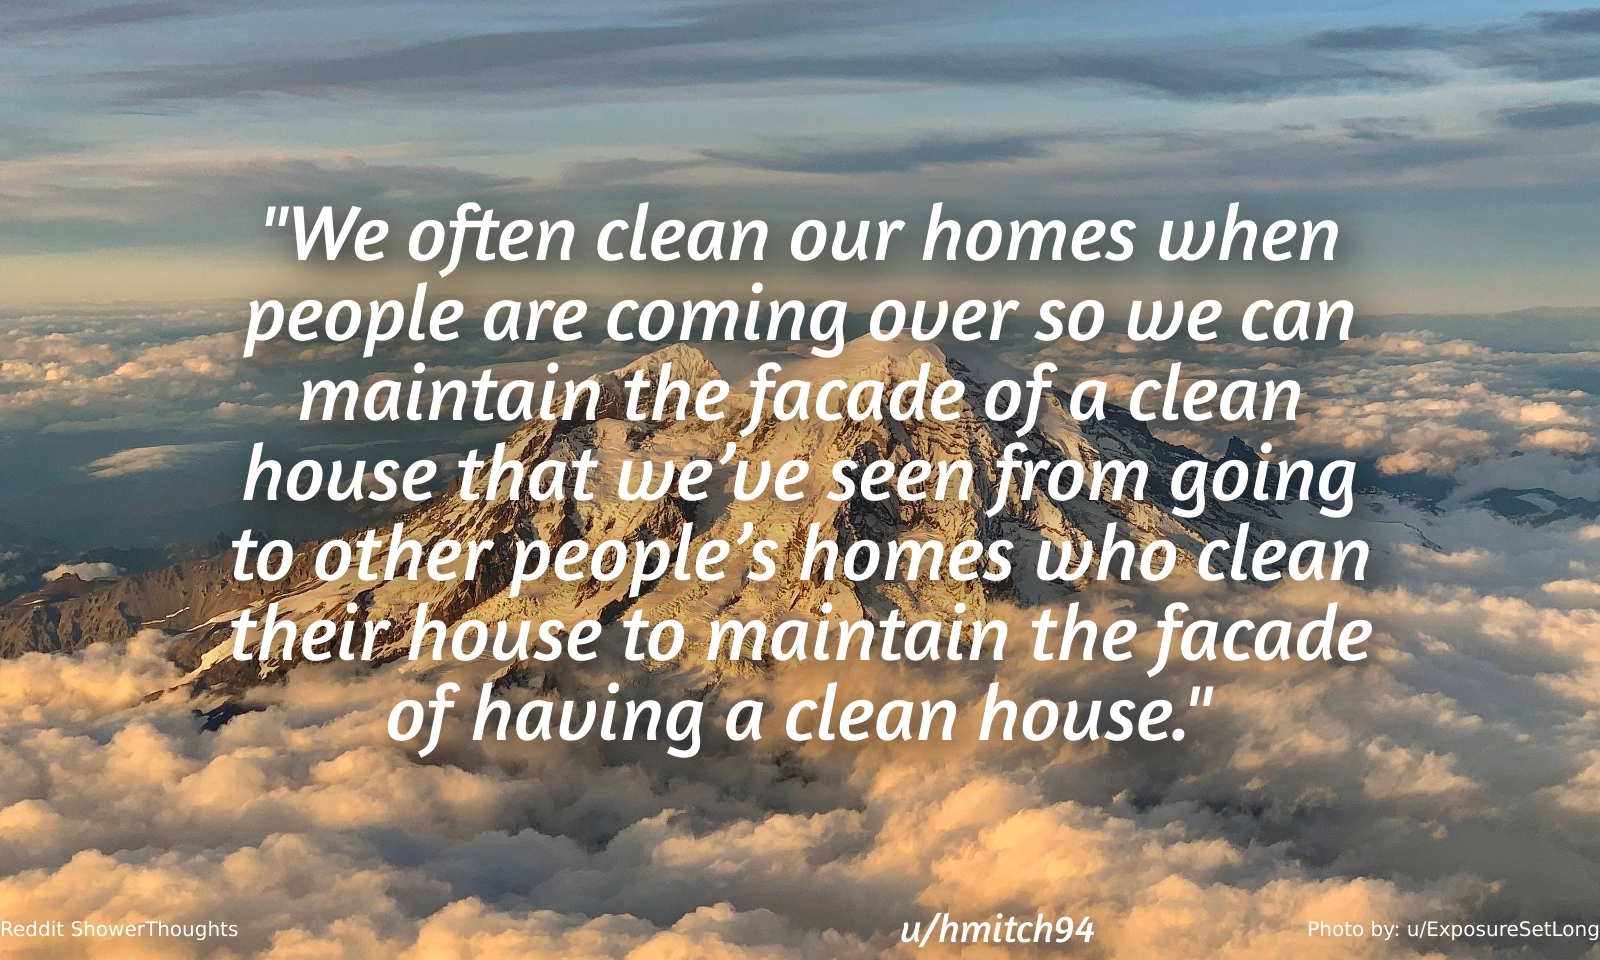 "We often clean our homes when
people are coming over so we can
maintain the facade of a clean
house that we’ve seen from going
to other people’s homes who clean
their house to maintain the facade
of having a clean house."
Reddit ShowerThoughts
u/hmitch94
Photo by: u/ExposureSetLong